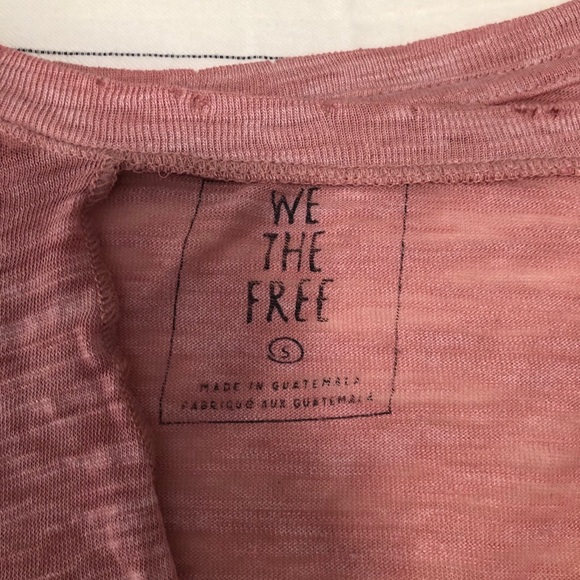 WE
THE
FREE
S
MADE IN GUATEMALA
FABRIQUÉ AUX GUATEMALA